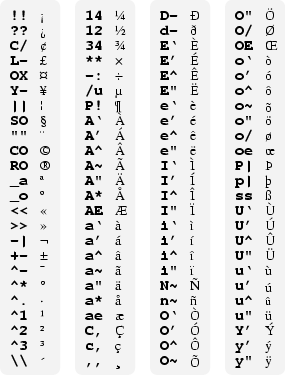 !! ¡
?? ¿
C/ ¢
L- £
OX ¤
Y- ¥
|| ¦
SO §
"" ¨
CO ©
RO ®
_a ª
_o º
<< «
>> »
-| ¬
+- ±
^- ¯
^* °
^. ·
^1 ¹
^2 ²
^3 ³
\\ ´
14 ¼
12 ½
34 ¾
** ×
-: ÷
/u µ
P! ¶
A` À
A' Á
A^ Â
A~ Ã
A" Ä
A* Å
AE Æ
a` à
a' á
a^ â
a~ ã
a" ä
a* å
ae æ
C, Ç
c, ç
,, ¸
D- Ð
d- ð
E` È
E' É
E^ Ê
E" Ë
e` è
e' é
e^ ê
e" ë
I` Ì
I' Í
I^ Î
I" Ï
i` ì
i' í
i^ î
i" ï
N~ Ñ
n~ ñ
O` Ò
O' Ó
O^ Ô
O~ Õ
O" Ö
O/ Ø
OE Œ
o` ò
o' ó
o^ ô
o~ õ
o" ö
o/ ø
oe œ
P| Þ
p| þ
ss ß
U` Ù
U' Ú
U^ Û
U" Ü
u` ù
u' ú
u^ û
u" ü
Y' Ý
y' ý
y" ÿ